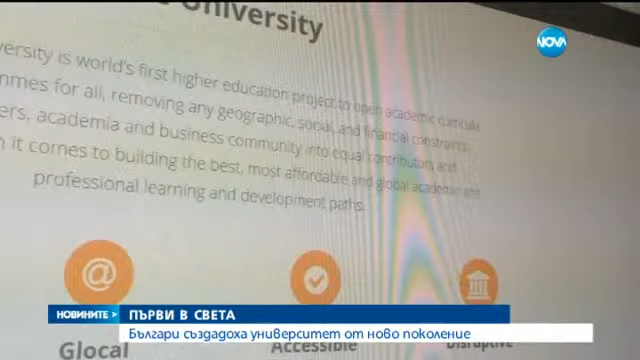 University
NOVA
is world's first higher education project to open academic curricula
for all, removing any geographic, social, and financial constraints,
academia and business community into equal contributors and
it comes to building the best, most affordable and global academic and
professional learning and development paths.
@
НОВИНИТЕ >
ПЪРВИ В СВЕТА
Българи създадоха университет от ново поколение
Glocal
Accessible
Disruptive